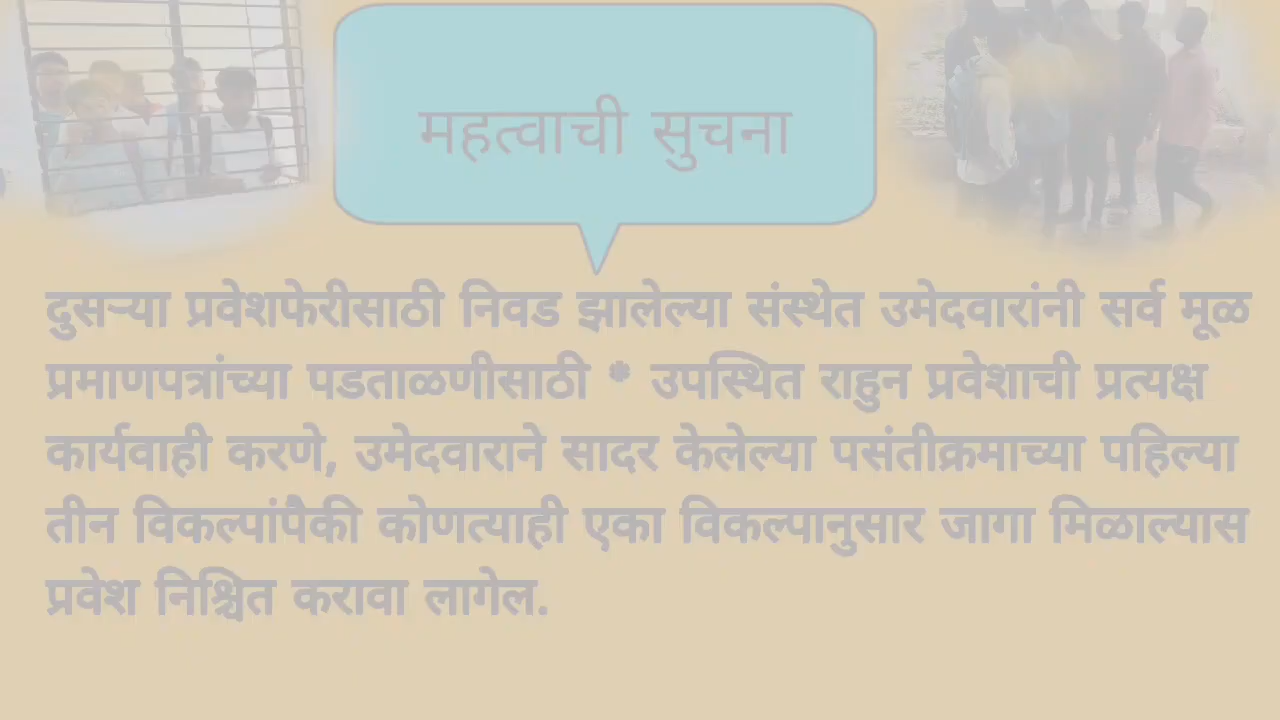 महत्वाची सुचना
दुसऱ्या प्रवेशफेरीसाठी निवड झालेल्या संस्थेत उमेदवारांनी सर्व मूळ
प्रमाणपत्रांच्या पडताळणीसाठी * उपस्थित राहुन प्रवेशाची प्रत्यक्ष
कार्यवाही करणे, उमेदवाराने सादर केलेल्या पसंतीक्रमाच्या पहिल्या
तीन विकल्पांपैकी कोणत्याही एका विकल्पानुसार जागा मिळाल्यास
प्रवेश निश्चित करावा लागेल.